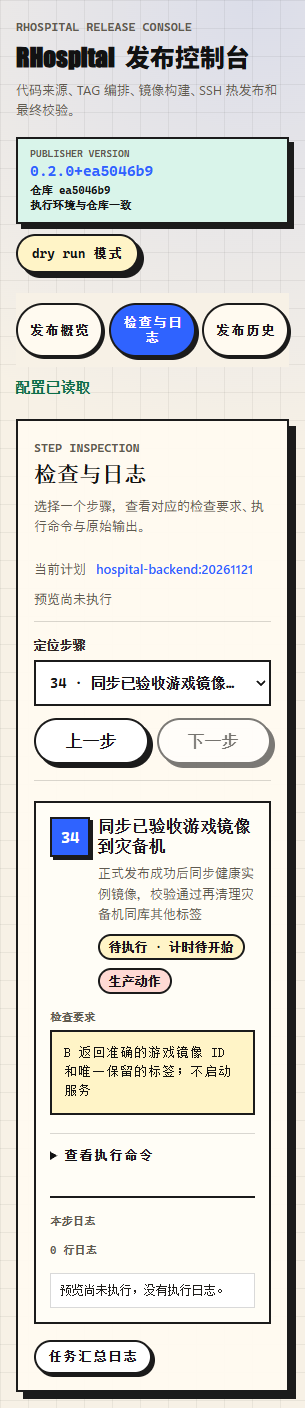 RHOSPITAL RELEASE CONSOLE
RHospital 发布控制台
代码来源、TAG 编排、镜像构建、SSH 热发布和
最终校验。
PUBLISHER VERSION
0.2.0+ea5046b9
仓库 ea5046b9
执行环境与仓库一致
dry run 模式
发布概览
检查与日
志
发布历史
配置已读取
STEP INSPECTION
检查与日志
选择一个步骤，查看对应的检查要求、执
行命令与原始输出。
当前计划 hospital-backend:20261121
预览尚未执行
定位步骤
34 · 同步已验收游戏镜像…
上一步
下一步
34
同步已验收游戏镜像
到灾备机
正式发布成功后同步健康实
例镜像，校验通过再清理灾
备机同库其他标签
待执行 · 计时待开始
生产动作
检查要求
B 返回准确的游戏镜像 ID
和唯一保留的标签；不启动
服务
▶ 查看执行命令
本步日志
0 行日志
预览尚未执行，没有执行日志。
任务汇总日志